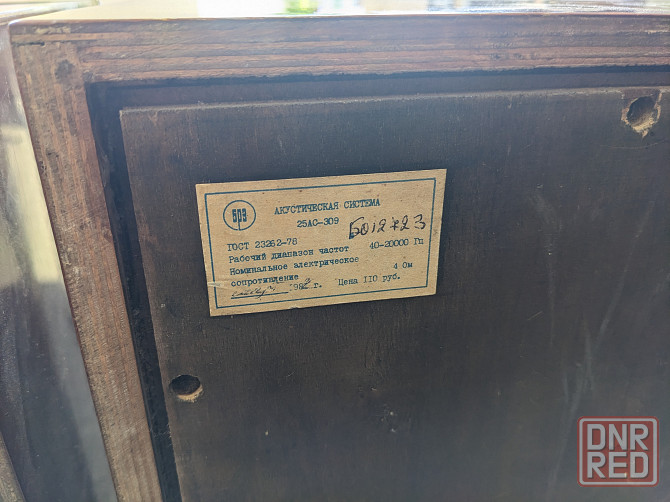 БРЗ
АКУСТИЧЕСКАЯ СИСТЕМА
25АС-309
ГОСТ 23262-78
Рабочий диапазон частот 40-20000 Гц
Номинальное электрическое
сопротивление 4 Ом
1982 г. Цена 110 руб.
DNR
RED